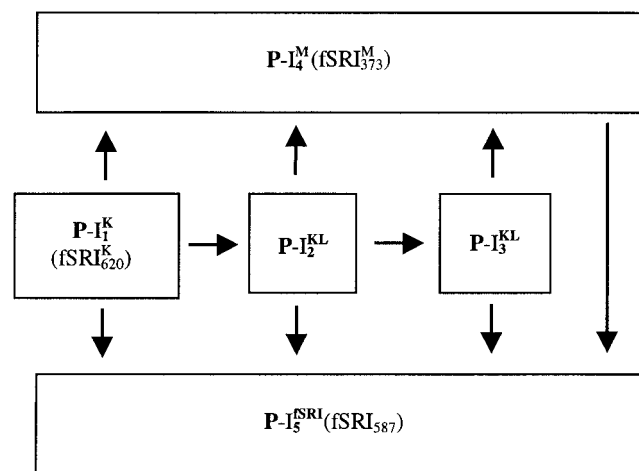 P-I₄ᴹ(fSRI₃₇₃ᴹ)
P-I₁ᴷ
(fSRI₆₂₀ᴷ)
P-I₂ᴷᴸ
P-I₃ᴷᴸ
P-I₅ᶠˢᴿᴵ(fSRI₅₈₇)